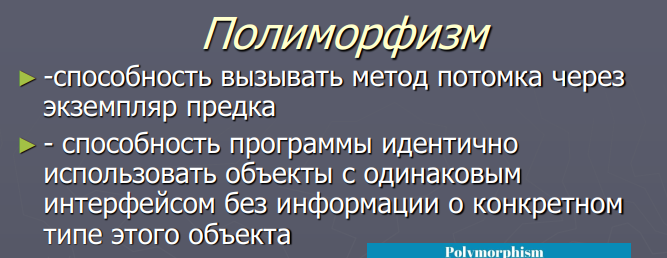 Полиморфизм
-способность вызывать метод потомка через
экземпляр предка
- способность программы идентично
использовать объекты с одинаковым
интерфейсом без информации о конкретном
типе этого объекта
Polymorphism